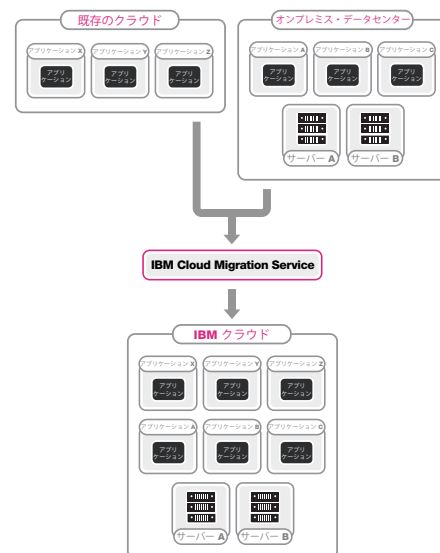 既存のクラウド
アプリケーション X
アプリケーション Y
アプリケーション Z
アプリ
ケーション
アプリ
ケーション
アプリ
ケーション
オンプレミス・データセンター
アプリケーション A
アプリケーション B
アプリケーション C
アプリ
ケーション
アプリ
ケーション
アプリ
ケーション
サーバー A
サーバー B
IBM Cloud Migration Service
IBM クラウド
アプリケーション X
アプリケーション Y
アプリケーション Z
アプリ
ケーション
アプリ
ケーション
アプリ
ケーション
アプリケーション A
アプリケーション B
アプリケーション C
アプリ
ケーション
アプリ
ケーション
アプリ
ケーション
サーバー A
サーバー B